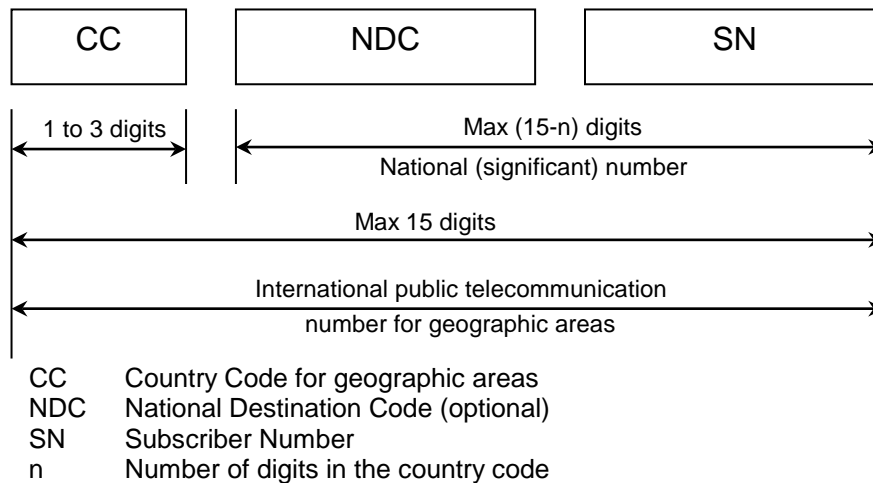 CC NDC SN
1 to 3 digits Max (15-n) digits
National (significant) number
Max 15 digits
International public telecommunication
number for geographic areas
CC Country Code for geographic areas
NDC National Destination Code (optional)
SN Subscriber Number
n Number of digits in the country code